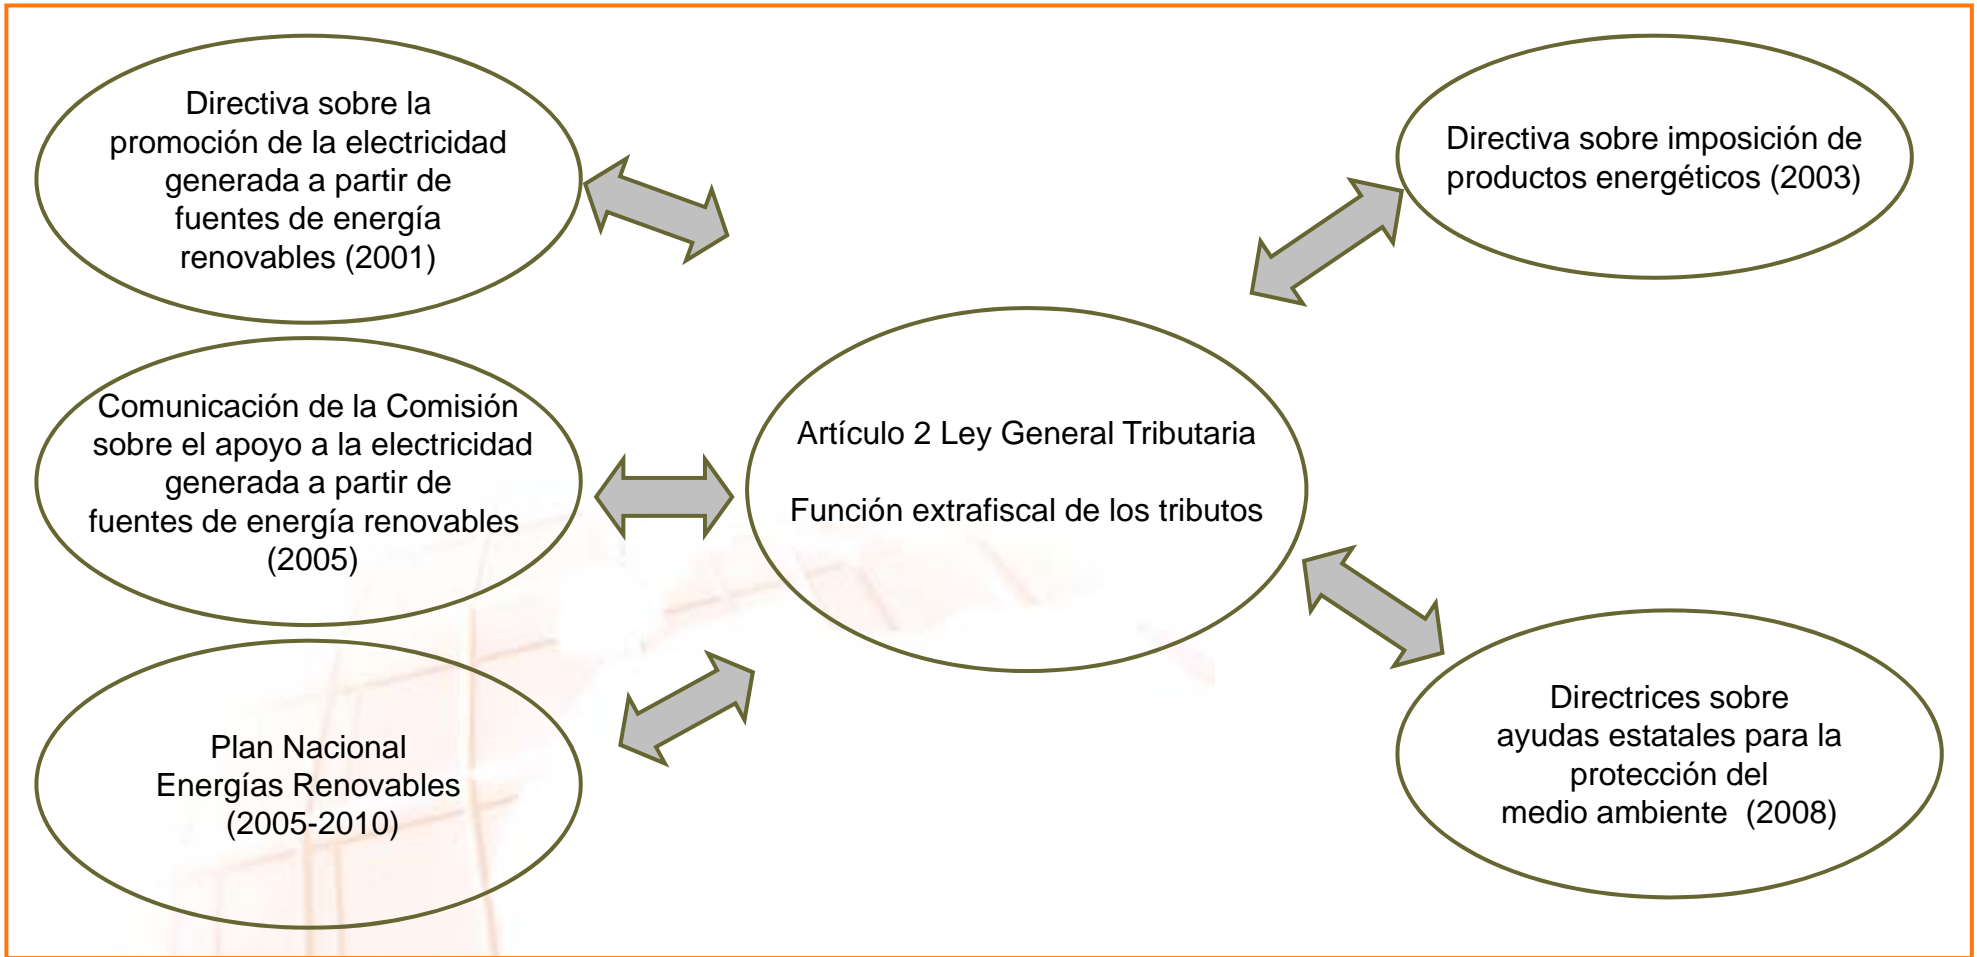 Directiva sobre la
promoción de la electricidad
generada a partir de
fuentes de energía
renovables (2001)
Directiva sobre imposición de
productos energéticos (2003)
Comunicación de la Comisión
sobre el apoyo a la electricidad
generada a partir de
fuentes de energía renovables
(2005)
Artículo 2 Ley General Tributaria
Función extrafiscal de los tributos
Plan Nacional
Energías Renovables
(2005-2010)
Directrices sobre
ayudas estatales para la
protección del
medio ambiente (2008)